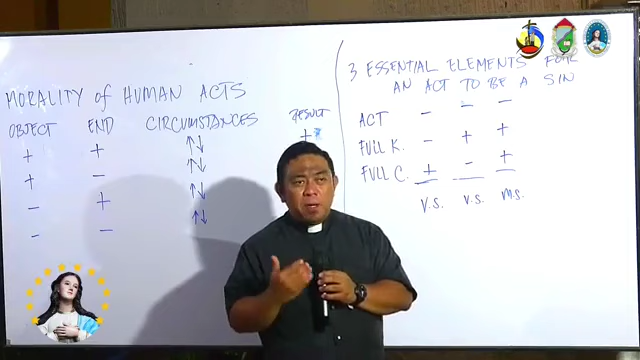 MORALITY of HUMAN ACTS
OBJECT END CIRCUMSTANCES RESULT
+ + ↑↓ +
+ - ↑↓
- + ↑↓
- - ↑↓
3 ESSENTIAL ELEMENTS FOR
AN ACT TO BE A SIN
ACT - - -
FULL K. - + +
FULL C. + - +
V.S. V.S. M.S.